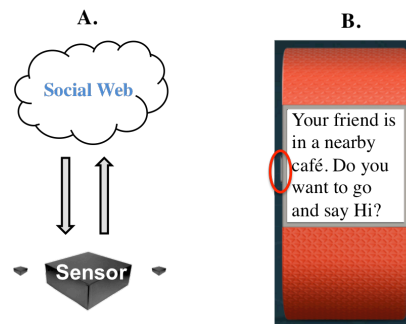 A.
Social Web
Sensor
B.
Your friend is
in a nearby
café. Do you
want to go
and say Hi?